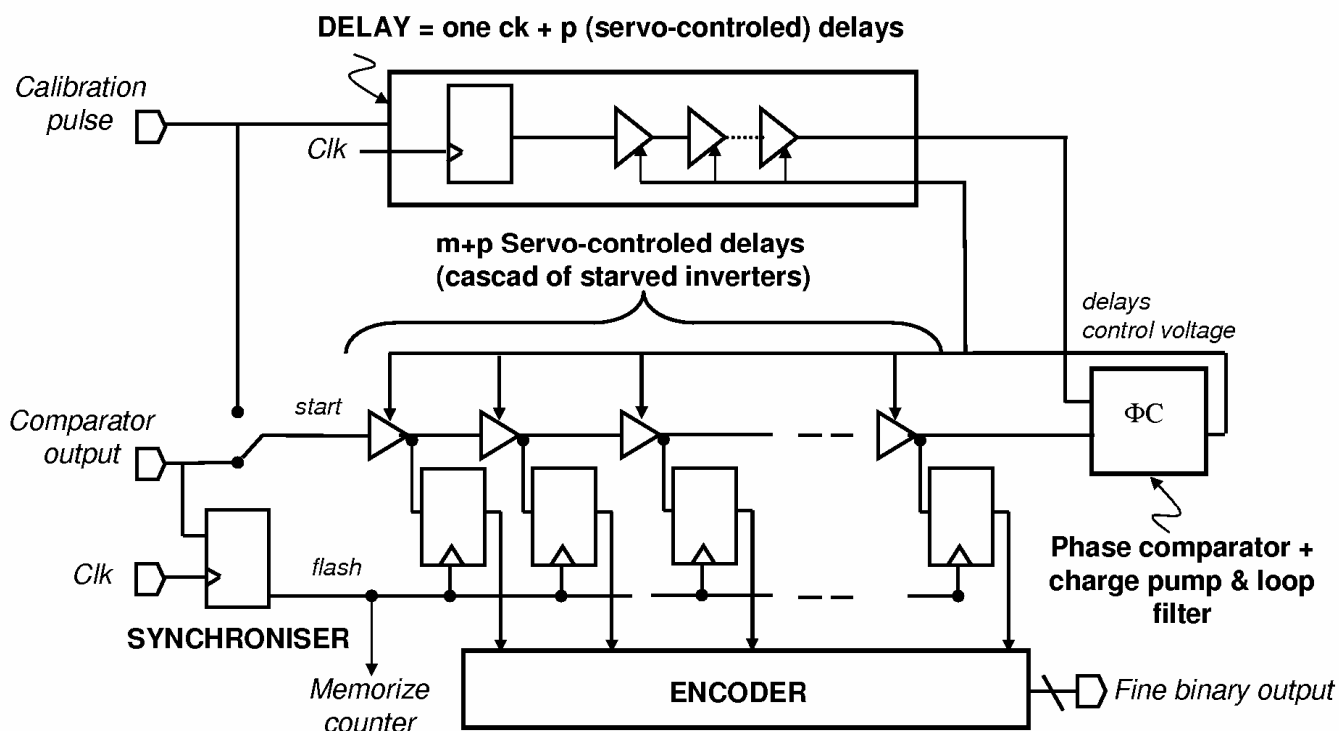 DELAY = one ck + p (servo-controled) delays
Calibration
pulse
Clk
m+p Servo-controled delays
(cascad of starved inverters)
delays
control voltage
Comparator
output
start
ΦC
Clk
flash
SYNCHRONISER
Phase comparator +
charge pump & loop
filter
Memorize
counter
ENCODER
Fine binary output